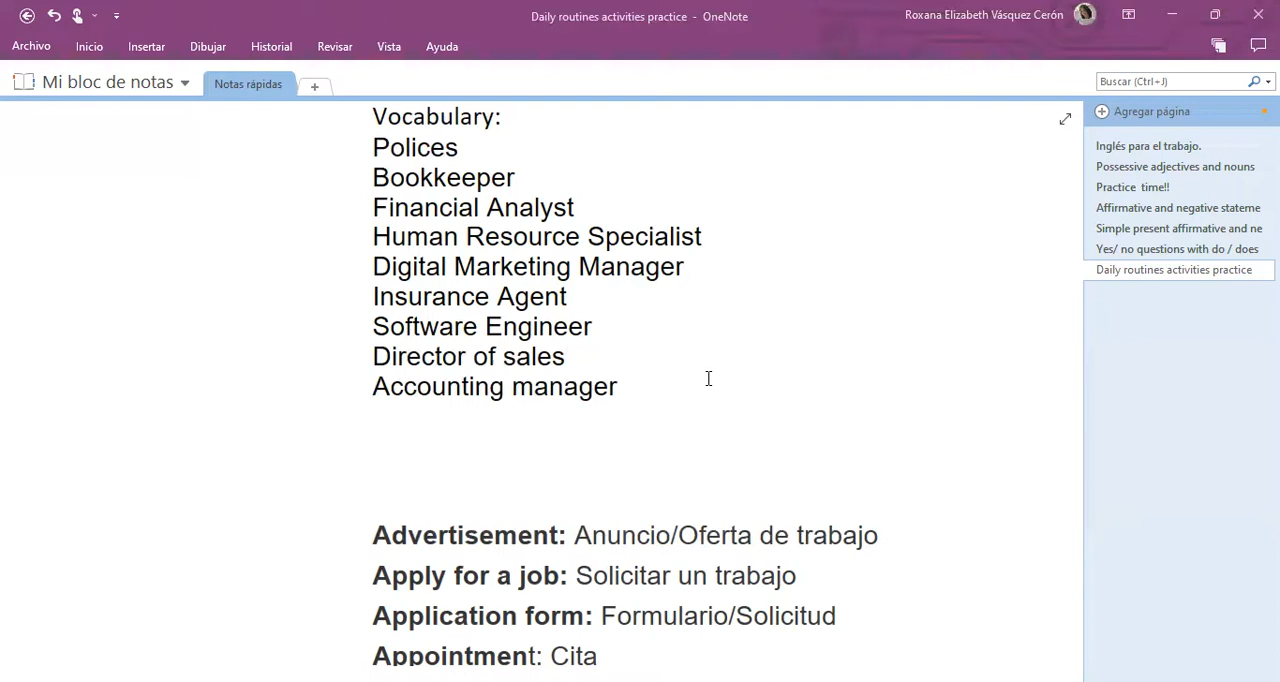 Daily routines activities practice - OneNote
Roxana Elizabeth Vásquez Cerón
Archivo Inicio Insertar Dibujar Historial Revisar Vista Ayuda
Mi bloc de notas Notas rápidas +
Buscar (Ctrl+J)
Vocabulary:
Polices
Bookkeeper
Financial Analyst
Human Resource Specialist
Digital Marketing Manager
Insurance Agent
Software Engineer
Director of sales
Accounting manager
Advertisement: Anuncio/Oferta de trabajo
Apply for a job: Solicitar un trabajo
Application form: Formulario/Solicitud
Appointment: Cita
Agregar página
Inglés para el trabajo.
Possessive adjectives and nouns
Practice time!!
Affirmative and negative stateme
Simple present affirmative and ne
Yes/ no questions with do / does
Daily routines activities practice